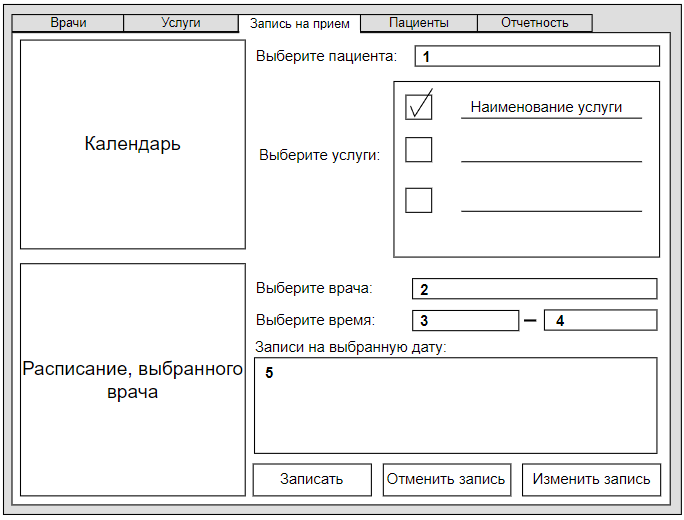 Врачи
Услуги
Запись на прием
Пациенты
Отчетность
Календарь
Выберите пациента:
1
Выберите услуги:
Наименование услуги
Расписание, выбранного
врача
Выберите врача:
2
Выберите время:
3
–
4
Записи на выбранную дату:
5
Записать
Отменить запись
Изменить запись